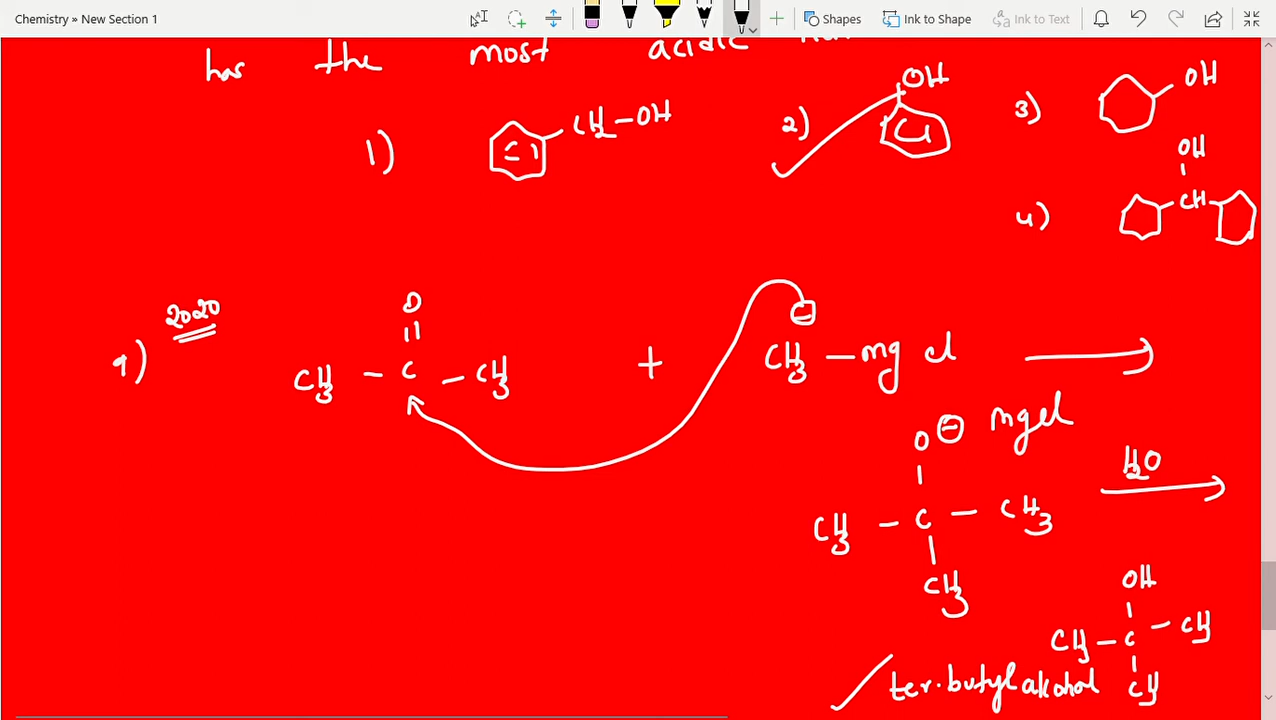 Chemistry » New Section 1
Shapes Ink to Shape Ink to Text
has the most acidic
1) CH2-OH 2) OH 3) OH
4) OH
CH
9) 2020
O
||
CH3 - C - CH3 + CH3 - mg cl
O⊖ mgcl
H2O
CH3 - C - CH3
CH3
OH
CH3 - C - CH3
CH3
ter.butyl akohol